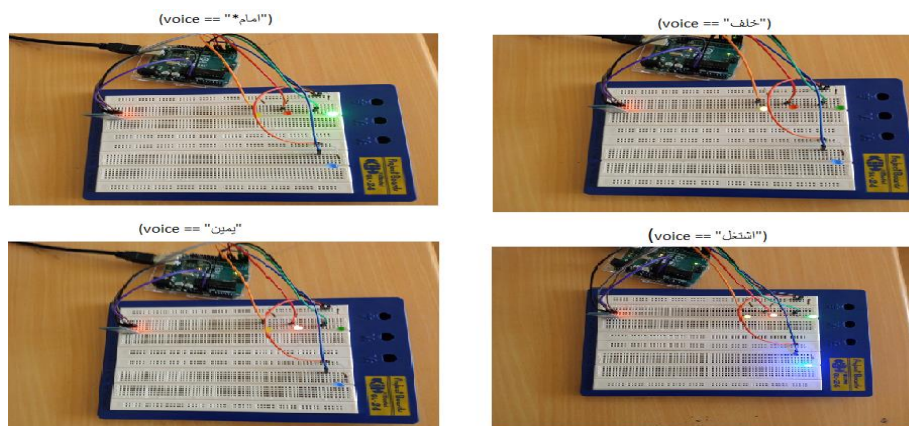 (voice == "امام*")
(voice == "خلف")
(voice == "يمين"
(voice == "اشتغل")